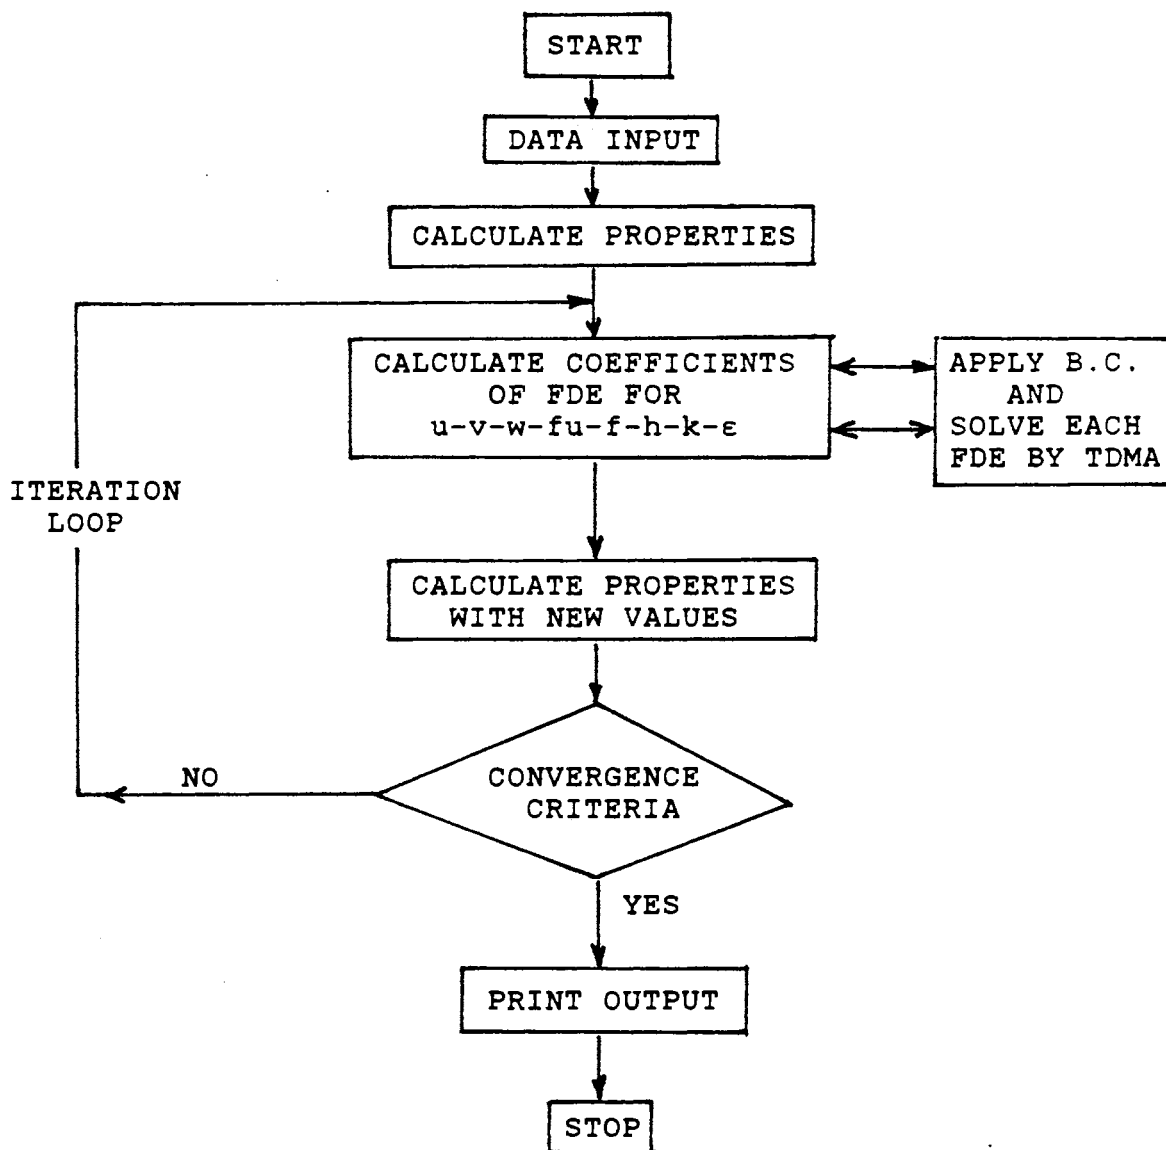 START
DATA INPUT
CALCULATE PROPERTIES
CALCULATE COEFFICIENTS
OF FDE FOR
u-v-w-fu-f-h-k-ε
APPLY B.C.
AND
SOLVE EACH
FDE BY TDMA
ITERATION
LOOP
CALCULATE PROPERTIES
WITH NEW VALUES
NO
CONVERGENCE
CRITERIA
YES
PRINT OUTPUT
STOP